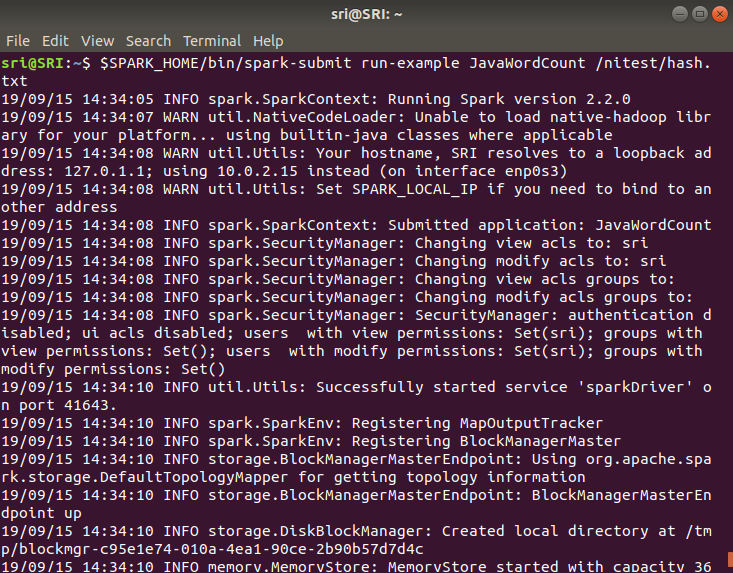 sri@SRI: ~
File Edit View Search Terminal Help
sri@SRI:~$ $SPARK_HOME/bin/spark-submit run-example JavaWordCount /nitest/hash.
txt
19/09/15 14:34:05 INFO spark.SparkContext: Running Spark version 2.2.0
19/09/15 14:34:07 WARN util.NativeCodeLoader: Unable to load native-hadoop libr
ary for your platform... using builtin-java classes where applicable
19/09/15 14:34:08 WARN util.Utils: Your hostname, SRI resolves to a loopback ad
dress: 127.0.1.1; using 10.0.2.15 instead (on interface enp0s3)
19/09/15 14:34:08 WARN util.Utils: Set SPARK_LOCAL_IP if you need to bind to an
other address
19/09/15 14:34:08 INFO spark.SparkContext: Submitted application: JavaWordCount
19/09/15 14:34:08 INFO spark.SecurityManager: Changing view acls to: sri
19/09/15 14:34:08 INFO spark.SecurityManager: Changing modify acls to: sri
19/09/15 14:34:08 INFO spark.SecurityManager: Changing view acls groups to:
19/09/15 14:34:08 INFO spark.SecurityManager: Changing modify acls groups to:
19/09/15 14:34:08 INFO spark.SecurityManager: SecurityManager: authentication d
isabled; ui acls disabled; users  with view permissions: Set(sri); groups with
view permissions: Set(); users  with modify permissions: Set(sri); groups with
modify permissions: Set()
19/09/15 14:34:10 INFO util.Utils: Successfully started service 'sparkDriver' o
n port 41643.
19/09/15 14:34:10 INFO spark.SparkEnv: Registering MapOutputTracker
19/09/15 14:34:10 INFO spark.SparkEnv: Registering BlockManagerMaster
19/09/15 14:34:10 INFO storage.BlockManagerMasterEndpoint: Using org.apache.spa
rk.storage.DefaultTopologyMapper for getting topology information
19/09/15 14:34:10 INFO storage.BlockManagerMasterEndpoint: BlockManagerMasterEn
dpoint up
19/09/15 14:34:10 INFO storage.DiskBlockManager: Created local directory at /tm
p/blockmgr-c95e1e74-010a-4ea1-90ce-2b90b57d7d4c
19/09/15 14:34:10 INFO memory.MemoryStore: MemoryStore started with capacity 36